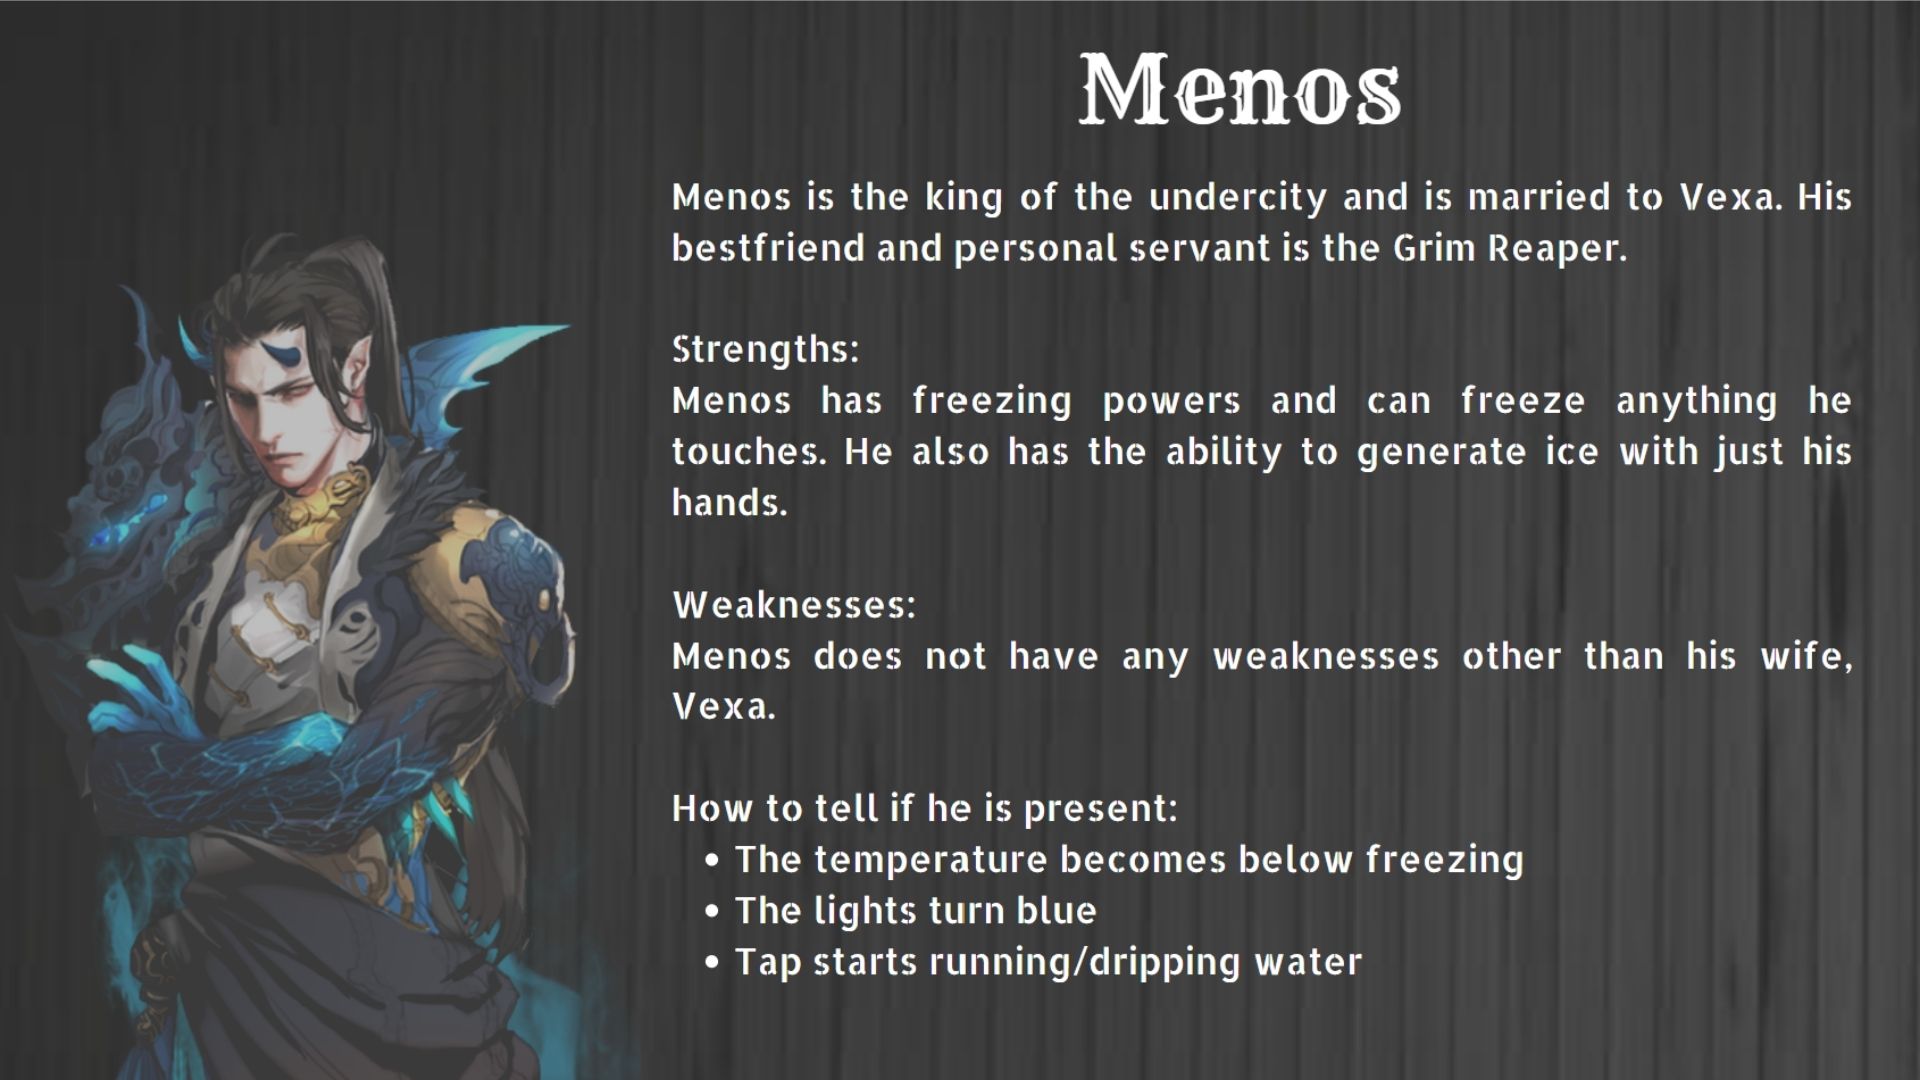 Menos
Menos is the king of the undercity and is married to Vexa. His
bestfriend and personal servant is the Grim Reaper.
Strengths:
Menos has freezing powers and can freeze anything he
touches. He also has the ability to generate ice with just his
hands.
Weaknesses:
Menos does not have any weaknesses other than his wife,
Vexa.
How to tell if he is present:
• The temperature becomes below freezing
• The lights turn blue
• Tap starts running/dripping water